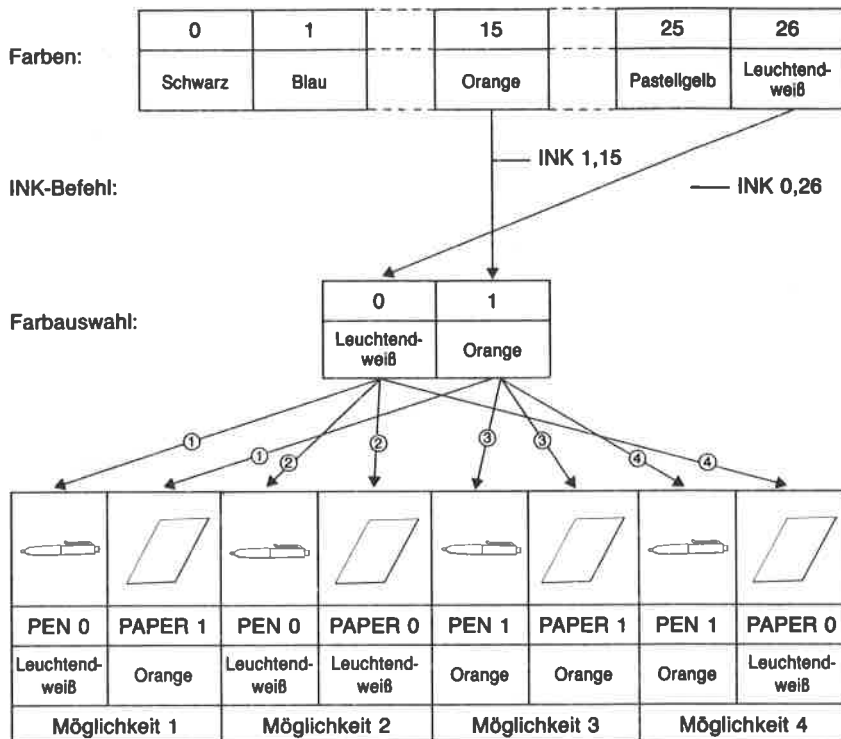 Farben:
0 1 15 25 26
Schwarz Blau Orange Pastellgelb Leuchtend-
weiß
INK-Befehl:
INK 1,15
INK 0,26
Farbauswahl:
0 1
Leuchtend-
weiß Orange
① ① ② ② ③ ③ ④ ④
PEN 0 PAPER 1 PEN 0 PAPER 0 PEN 1 PAPER 1 PEN 1 PAPER 0
Leuchtend- Orange Leuchtend- Leuchtend- Orange Orange Orange Leuchtend-
weiß weiß weiß weiß
Möglichkeit 1 Möglichkeit 2 Möglichkeit 3 Möglichkeit 4